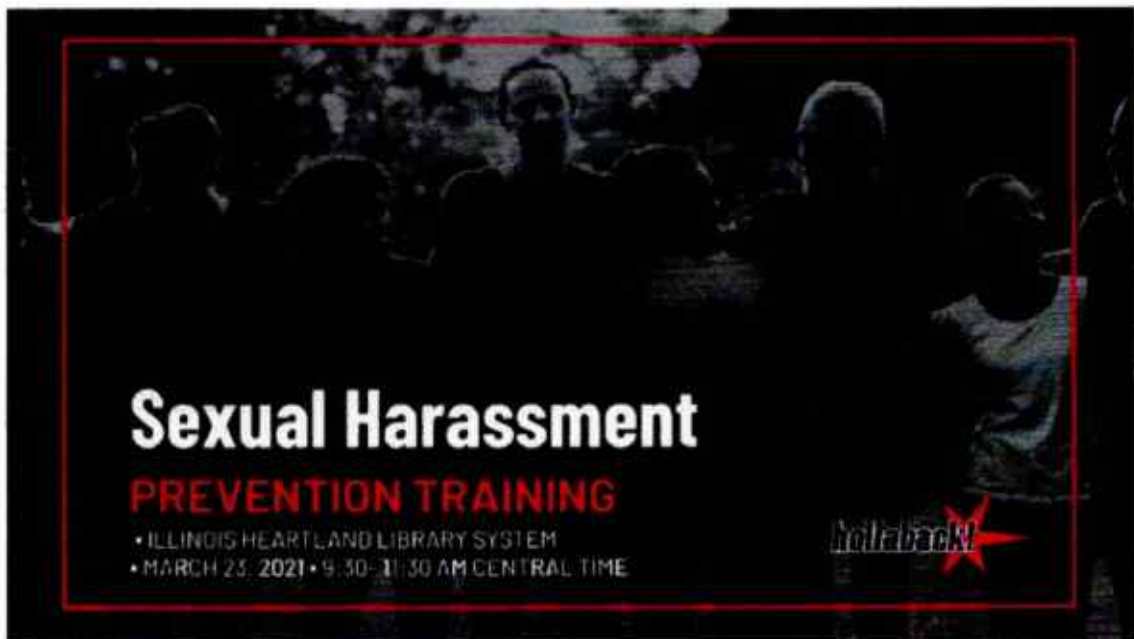 Sexual Harassment
PREVENTION TRAINING
• ILLINOIS HEARTLAND LIBRARY SYSTEM
• MARCH 23, 2021 • 9:30-11:30 AM CENTRAL TIME
hollaback!